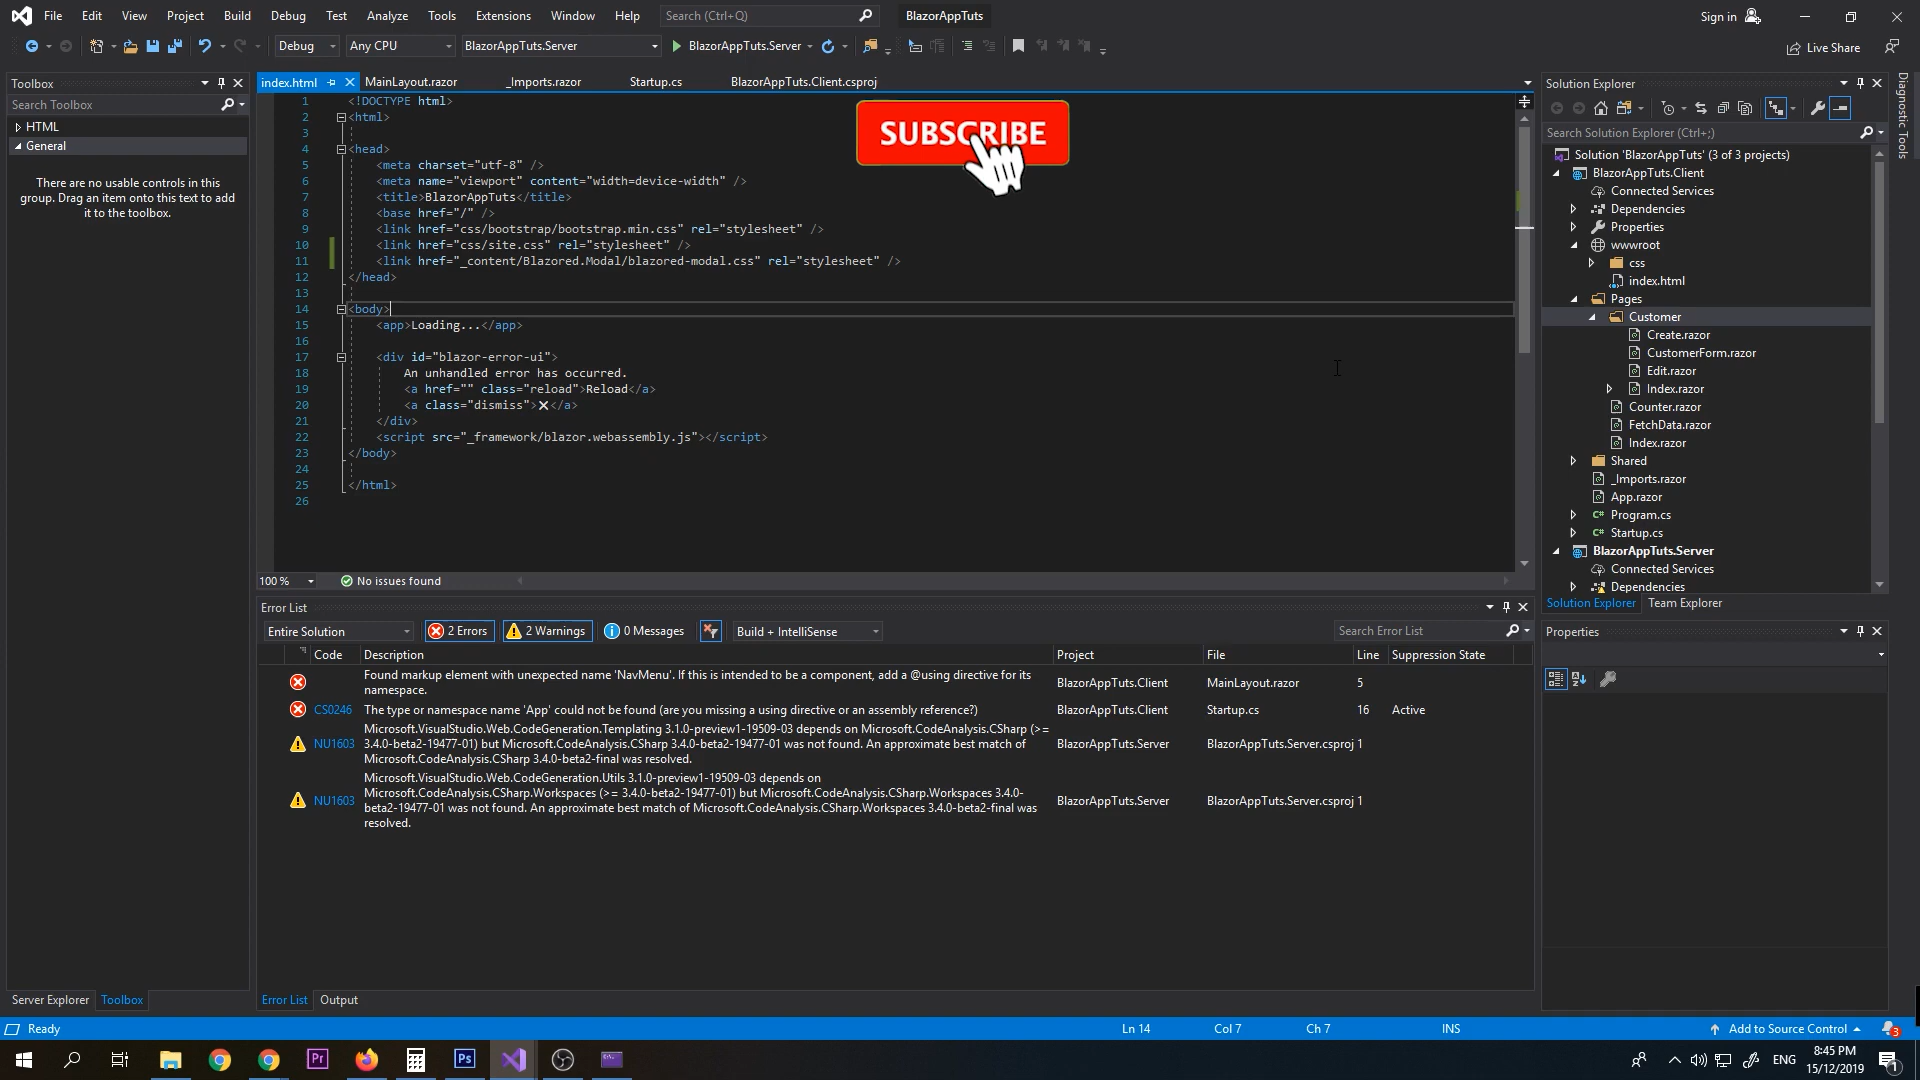 File Edit View Project Build Debug Test Analyze Tools Extensions Window Help Search (Ctrl+Q) BlazorAppTuts Sign in
Debug Any CPU BlazorAppTuts.Server BlazorAppTuts.Server Live Share
Toolbox
Search Toolbox
HTML
General
There are no usable controls in this
group. Drag an item onto this text to add
it to the toolbox.
Server Explorer Toolbox
index.html MainLayout.razor _Imports.razor Startup.cs BlazorAppTuts.Client.csproj
SUBSCRIBE
1 <!DOCTYPE html>
2 <html>
3
4 <head>
5 <meta charset="utf-8" />
6 <meta name="viewport" content="width=device-width" />
7 <title>BlazorAppTuts</title>
8 <base href="/" />
9 <link href="css/bootstrap/bootstrap.min.css" rel="stylesheet" />
10 <link href="css/site.css" rel="stylesheet" />
11 <link href="_content/Blazored.Modal/blazored-modal.css" rel="stylesheet" />
12 </head>
13
14 <body>
15 <app>Loading...</app>
16
17 <div id="blazor-error-ui">
18 An unhandled error has occurred.
19 <a href="" class="reload">Reload</a>
20 <a class="dismiss">🗙</a>
21 </div>
22 <script src="_framework/blazor.webassembly.js"></script>
23 </body>
24
25 </html>
26
100 % No issues found
Error List
Entire Solution 2 Errors 2 Warnings 0 Messages Build + IntelliSense Search Error List
Code Description Project File Line Suppression State
Found markup element with unexpected name 'NavMenu'. If this is intended to be a component, add a @using directive for its
namespace. BlazorAppTuts.Client MainLayout.razor 5
CS0246 The type or namespace name 'App' could not be found (are you missing a using directive or an assembly reference?) BlazorAppTuts.Client Startup.cs 16 Active
Microsoft.VisualStudio.Web.CodeGeneration.Templating 3.1.0-preview1-19509-03 depends on Microsoft.CodeAnalysis.CSharp (>=
NU1603 3.4.0-beta2-19477-01) but Microsoft.CodeAnalysis.CSharp 3.4.0-beta2-19477-01 was not found. An approximate best match of BlazorAppTuts.Server BlazorAppTuts.Server.csproj 1
Microsoft.CodeAnalysis.CSharp 3.4.0-beta2-final was resolved.
Microsoft.VisualStudio.Web.CodeGeneration.Utils 3.1.0-preview1-19509-03 depends on
Microsoft.CodeAnalysis.CSharp.Workspaces (>= 3.4.0-beta2-19477-01) but Microsoft.CodeAnalysis.CSharp.Workspaces 3.4.0-
NU1603 beta2-19477-01 was not found. An approximate best match of Microsoft.CodeAnalysis.CSharp.Workspaces 3.4.0-beta2-final was BlazorAppTuts.Server BlazorAppTuts.Server.csproj 1
resolved.
Error List Output
Solution Explorer
Search Solution Explorer (Ctrl+;)
Solution 'BlazorAppTuts' (3 of 3 projects)
BlazorAppTuts.Client
Connected Services
Dependencies
Properties
wwwroot
css
index.html
Pages
Customer
Create.razor
CustomerForm.razor
Edit.razor
Index.razor
Counter.razor
FetchData.razor
Index.razor
Shared
_Imports.razor
App.razor
C# Program.cs
C# Startup.cs
BlazorAppTuts.Server
Connected Services
Dependencies
Solution Explorer Team Explorer
Properties
Diagnostic Tools
Ready Ln 14 Col 7 Ch 7 INS Add to Source Control 3
Pr Ps ENG 8:45 PM
15/12/2019 1